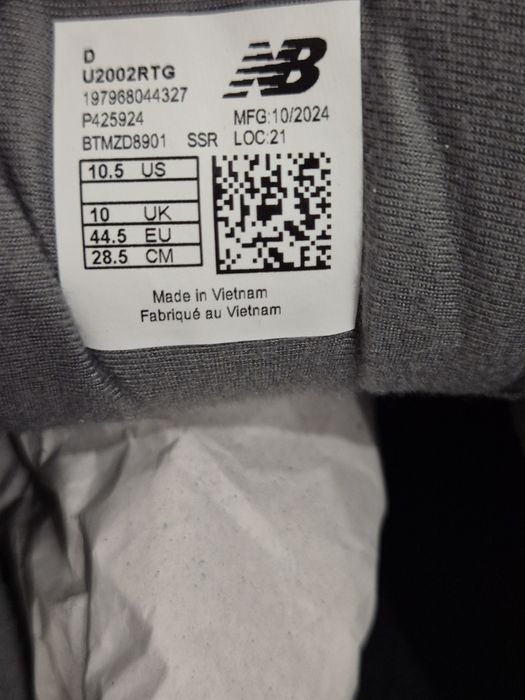 D
U2002RTG
NB
197968044327
P425924 MFG:10/2024
BTMZD8901 SSR LOC:21
10.5 US
10 UK
44.5 EU
28.5 CM
Made in Vietnam
Fabriqué au Vietnam